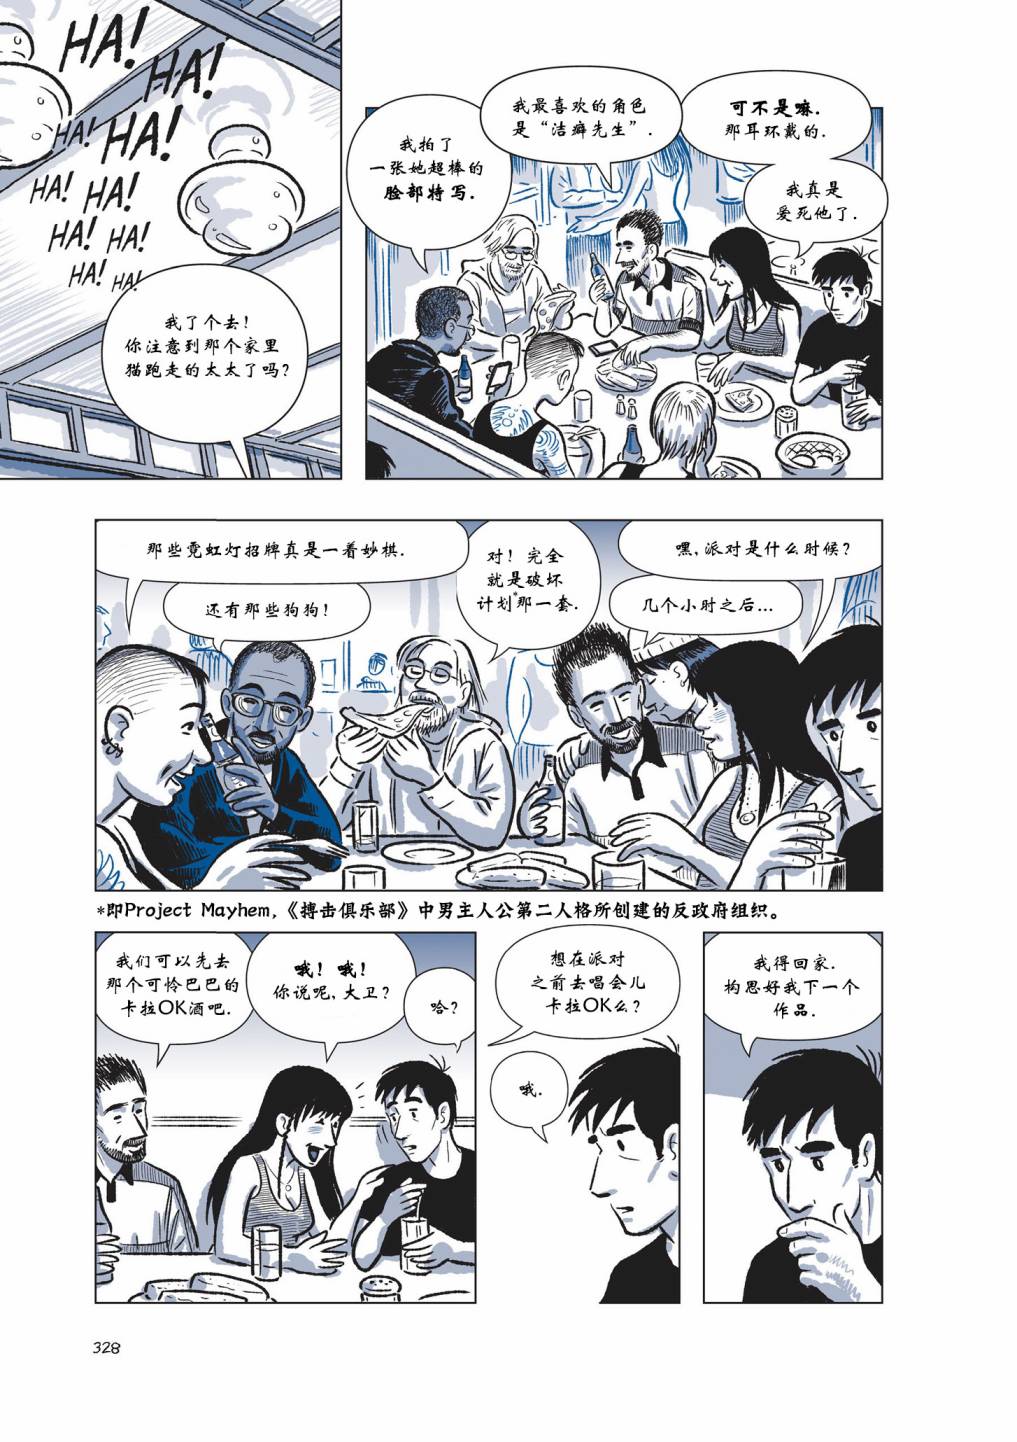 HA!
HA!
HA!
HA!
HA!
HA!
HA!
HA!
HA!
HA!
我了个去!
你注意到那个家里
猫跑走的太太了吗?
我拍了
一张她超棒的
脸部特写.
我最喜欢的角色
是“洁癖先生”.
可不是嘛.
那耳环戴的.
我真是
爱死他了.
那些霓虹灯招牌真是一着妙棋.
还有那些狗狗!
对! 完全
就是破坏
计划*那一套.
嘿,派对是什么时候?
几个小时之后...
*即Project Mayhem,《搏击俱乐部》中男主人公第二人格所创建的反政府组织。
我们可以先去
那个可怜巴巴的
卡拉OK酒吧.
哦! 哦!
你说呢,大卫?
哈?
想在派对
之前去唱会儿
卡拉OK么?
哦.
我得回家.
构思好我下一个
作品.
328